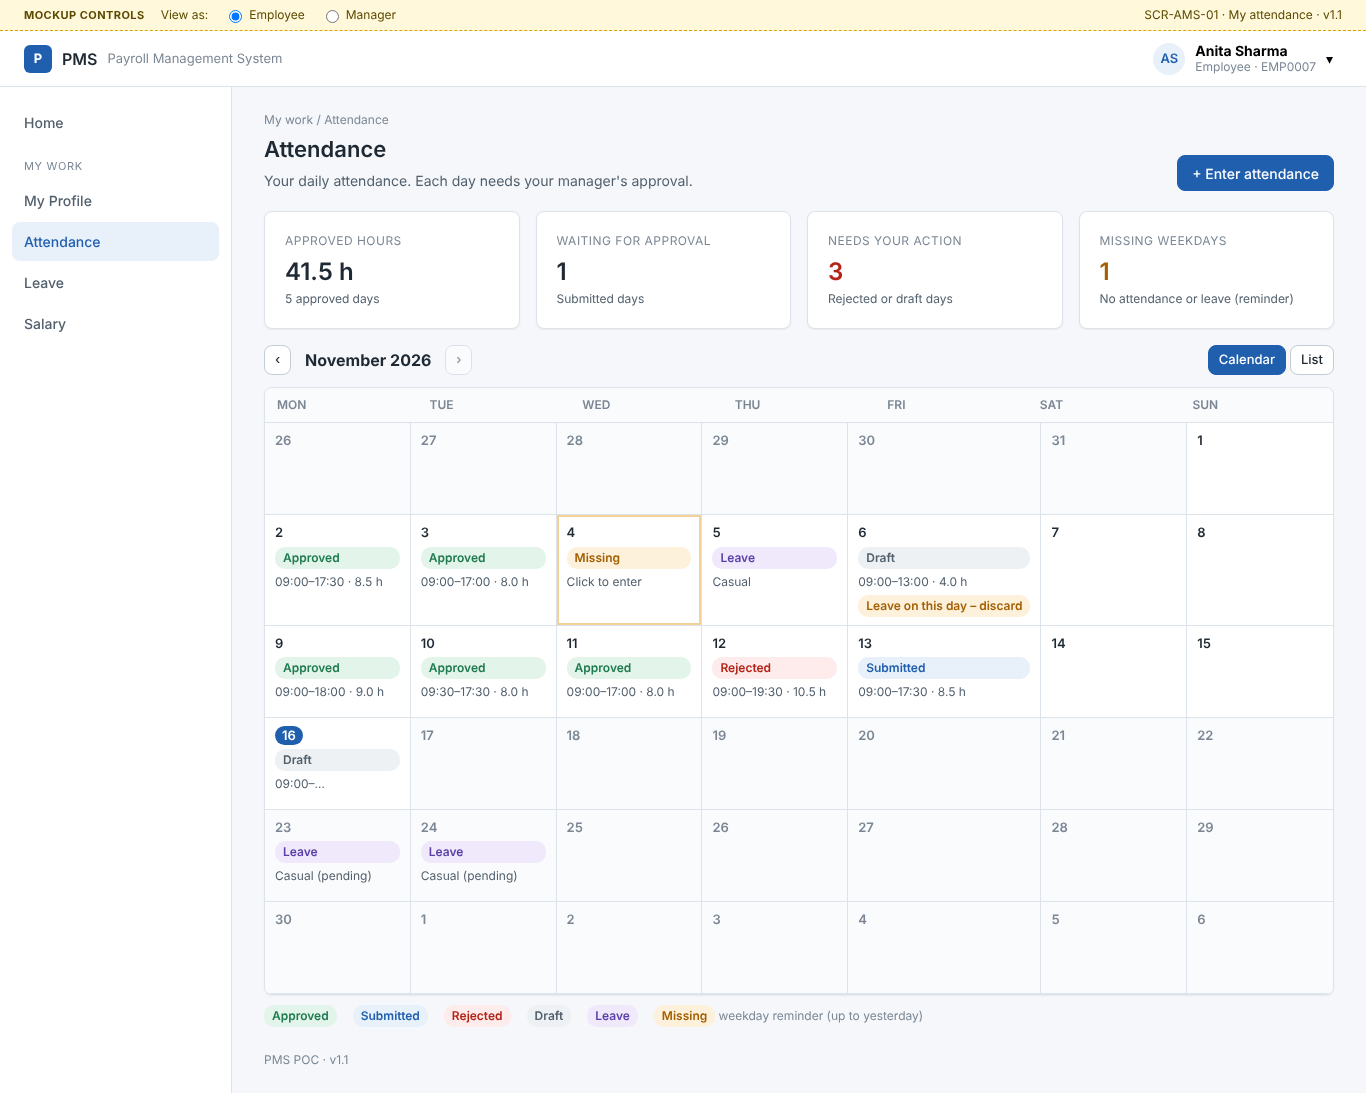 MOCKUP CONTROLS View as: Employee Manager SCR-AMS-01 · My attendance · v1.1
P PMS Payroll Management System AS Anita Sharma ▼
Employee · EMP0007
Home
MY WORK
My Profile
Attendance
Leave
Salary
My work / Attendance
Attendance
Your daily attendance. Each day needs your manager's approval.
+ Enter attendance
APPROVED HOURS
41.5 h
5 approved days
WAITING FOR APPROVAL
1
Submitted days
NEEDS YOUR ACTION
3
Rejected or draft days
MISSING WEEKDAYS
1
No attendance or leave (reminder)
‹ November 2026 › Calendar List
MON TUE WED THU FRI SAT SUN
26 27 28 29 30 31 1
2 3 4 5 6 7 8
Approved Approved Missing Leave Draft
09:00–17:30 · 8.5 h 09:00–17:00 · 8.0 h Click to enter Casual 09:00–13:00 · 4.0 h
Leave on this day – discard
9 10 11 12 13 14 15
Approved Approved Approved Rejected Submitted
09:00–18:00 · 9.0 h 09:30–17:30 · 8.0 h 09:00–17:00 · 8.0 h 09:00–19:30 · 10.5 h 09:00–17:30 · 8.5 h
16 17 18 19 20 21 22
Draft
09:00–…
23 24 25 26 27 28 29
Leave Leave
Casual (pending) Casual (pending)
30 1 2 3 4 5 6
Approved Submitted Rejected Draft Leave Missing weekday reminder (up to yesterday)
PMS POC · v1.1